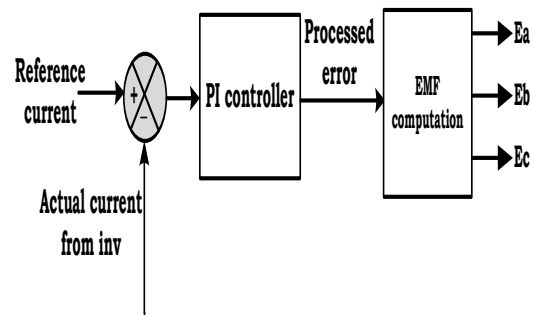 Reference
current
+
−
PI controller
Processed
error
EMF
computation
Ea
Eb
Ec
Actual current
from inv